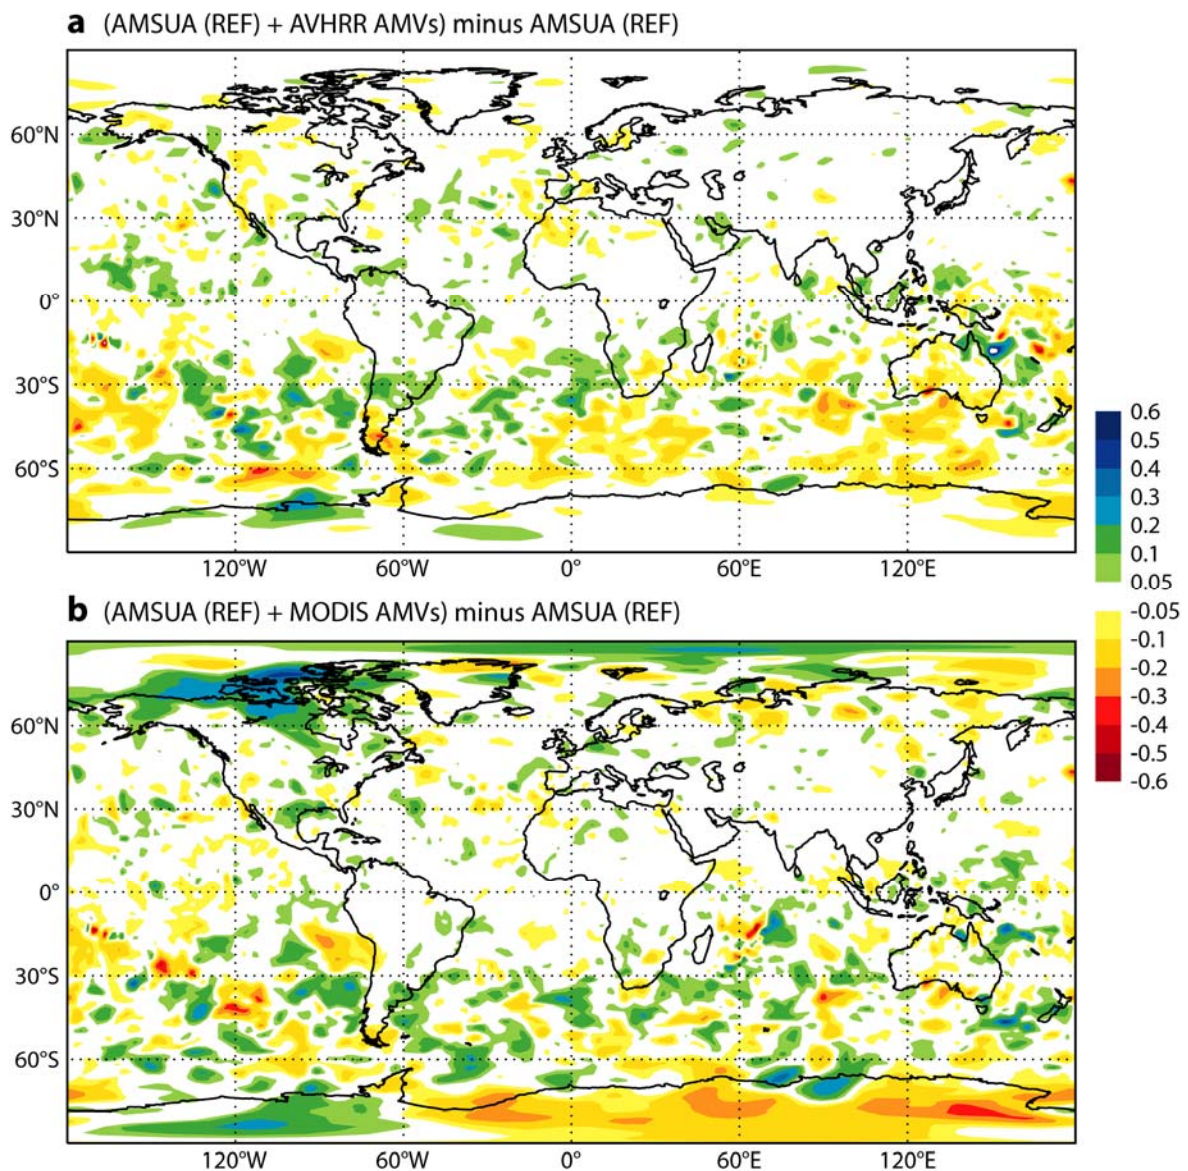 a (AMSUA (REF) + AVHRR AMVs) minus AMSUA (REF)
60°N
30°N
0°
30°S
60°S
120°W 60°W 0° 60°E 120°E
0.6
0.5
0.4
0.3
0.2
0.1
0.05
-0.05
-0.1
-0.2
-0.3
-0.4
-0.5
-0.6
b (AMSUA (REF) + MODIS AMVs) minus AMSUA (REF)
60°N
30°N
0°
30°S
60°S
120°W 60°W 0° 60°E 120°E